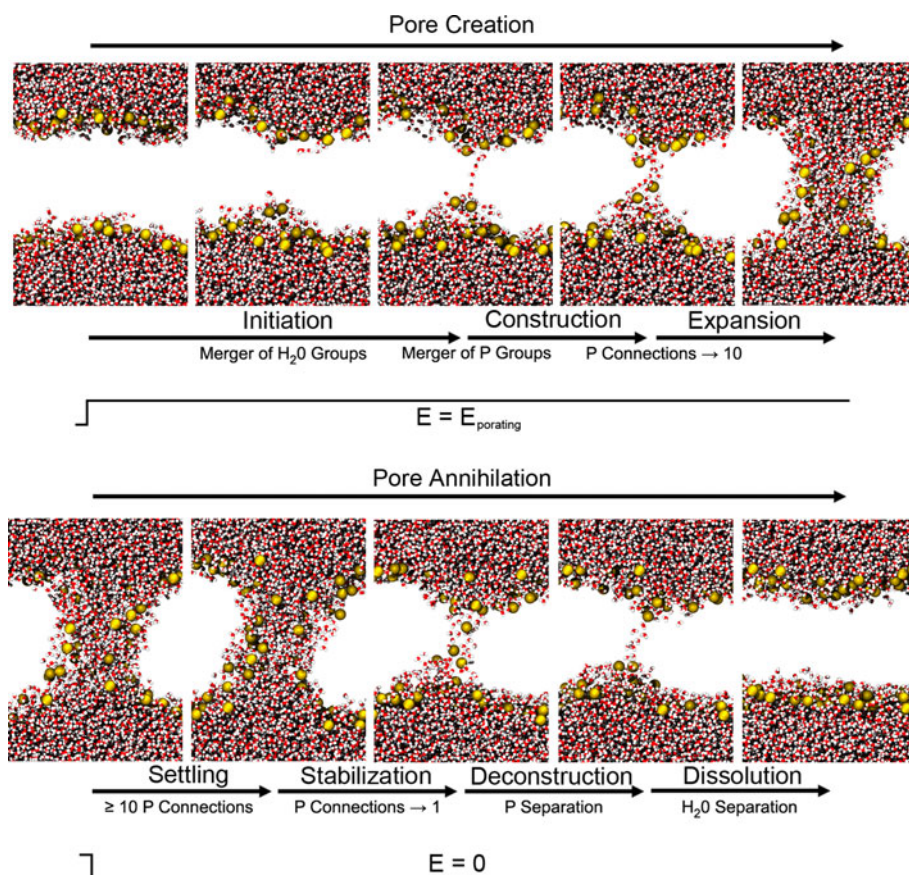 Pore Creation
Initiation Construction Expansion
Merger of H₂0 Groups Merger of P Groups P Connections → 10
E = E porating
Pore Annihilation
Settling Stabilization Deconstruction Dissolution
≥ 10 P Connections P Connections → 1 P Separation H₂0 Separation
E = 0